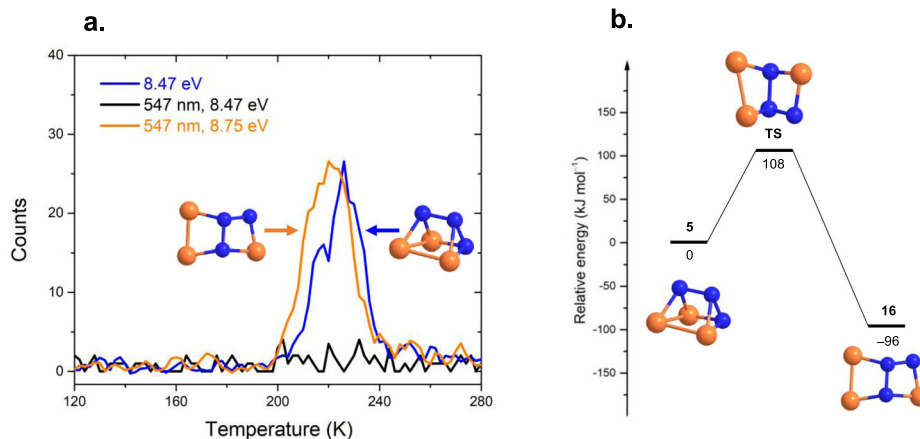 a.
40
30
20
10
0
Counts
8.47 eV
547 nm, 8.47 eV
547 nm, 8.75 eV
120
160
200
240
280
Temperature (K)
b.
Relative energy (kJ mol⁻¹)
150
100
50
0
-50
-100
-150
5
0
TS
108
16
−96